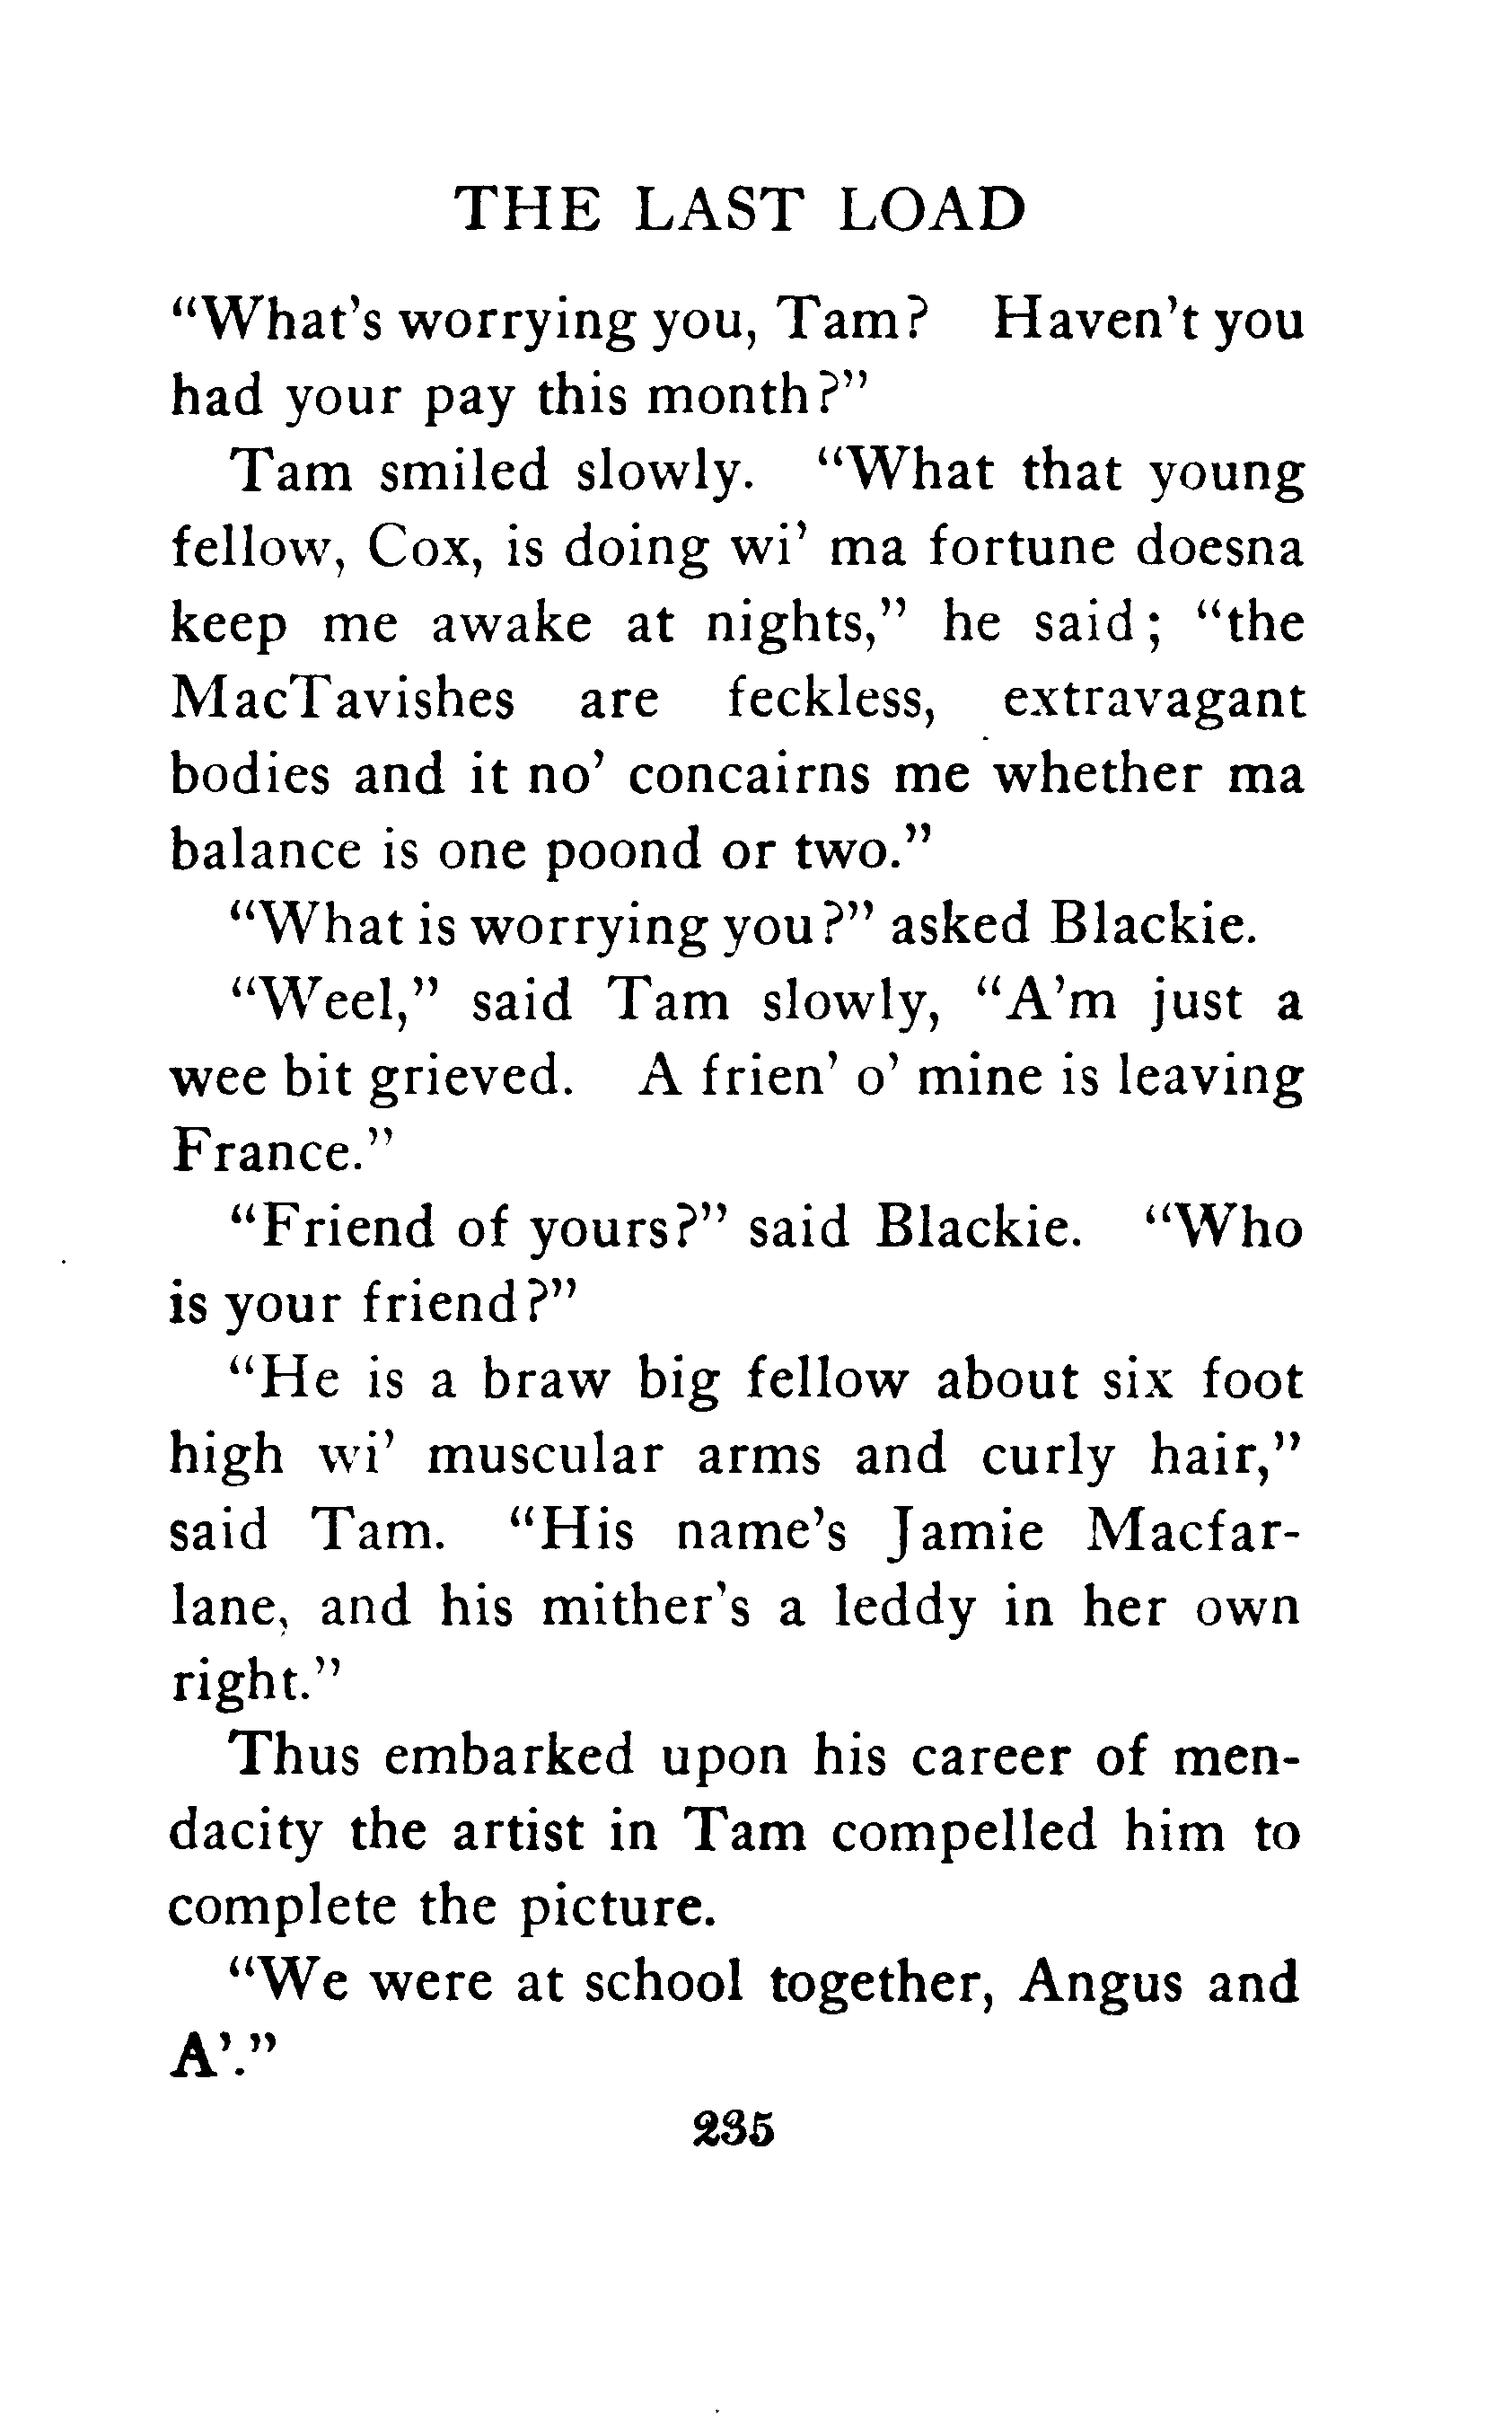 THE LAST LOAD
“What's worrying you, Tam? Haven't you
had your pay this month?”
Tam smiled slowly. “What that young
fellow, Cox, is doing wi' ma fortune doesna
keep me awake at nights,” he said; “the
MacTavishes are feckless, extravagant
bodies and it no' concairns me whether ma
balance is one poond or two.”
“What is worrying you?” asked Blackie.
“Weel,” said Tam slowly, “A'm just a
wee bit grieved. A frien' o' mine is leaving
France.”
“Friend of yours?” said Blackie. “Who
is your friend?”
“He is a braw big fellow about six foot
high wi' muscular arms and curly hair,”
said Tam. “His name's Jamie Macfar-
lane, and his mither's a leddy in her own
right.”
Thus embarked upon his career of men-
dacity the artist in Tam compelled him to
complete the picture.
“We were at school together, Angus and
A'.”
235